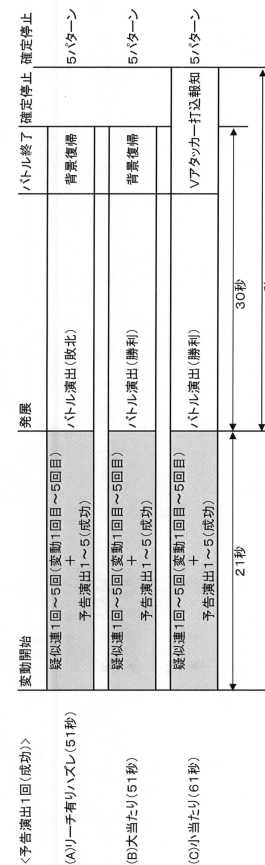 <予告演出1回(成功)>
変動開始 発展 バトル終了 確定停止 確定停止
(A)リーチ有りハズレ(51秒)
疑似連1回~5回(変動1回目~5回目)
+
予告演出1~5(成功)
バトル演出(敗北)
背景復帰
5パターン
(B)大当たり(51秒)
疑似連1回~5回(変動1回目~5回目)
+
予告演出1~5(成功)
バトル演出(勝利)
背景復帰
5パターン
(C)小当たり(61秒)
疑似連1回~5回(変動1回目~5回目)
+
予告演出1~5(成功)
バトル演出(勝利)
Vアタッカー打込報知
5パターン
21秒
30秒